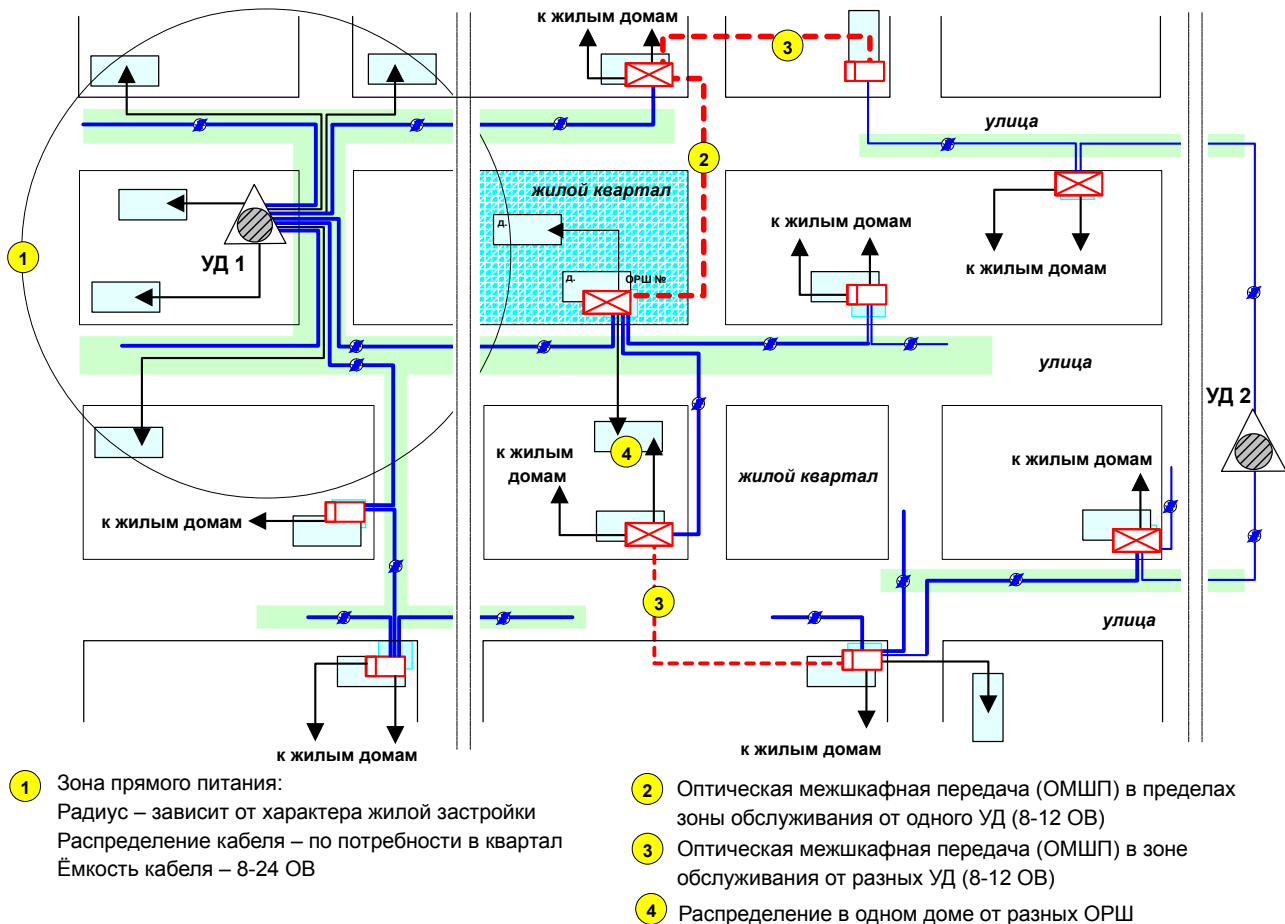 к жилым домам
3
улица
2
жилой квартал
д.
к жилым домам
1
УД 1
к жилым домам
д.
ОРШ №
улица
УД 2
4
к жилым
домам
жилой квартал
к жилым домам
к жилым домам
3
улица
к жилым домам
к жилым домам
1
Зона прямого питания:
Радиус – зависит от характера жилой застройки
Распределение кабеля – по потребности в квартал
Ёмкость кабеля – 8-24 ОВ
2
Оптическая межшкафная передача (ОМШП) в пределах
зоны обслуживания от одного УД (8-12 ОВ)
3
Оптическая межшкафная передача (ОМШП) в зоне
обслуживания от разных УД (8-12 ОВ)
4
Распределение в одном доме от разных ОРШ